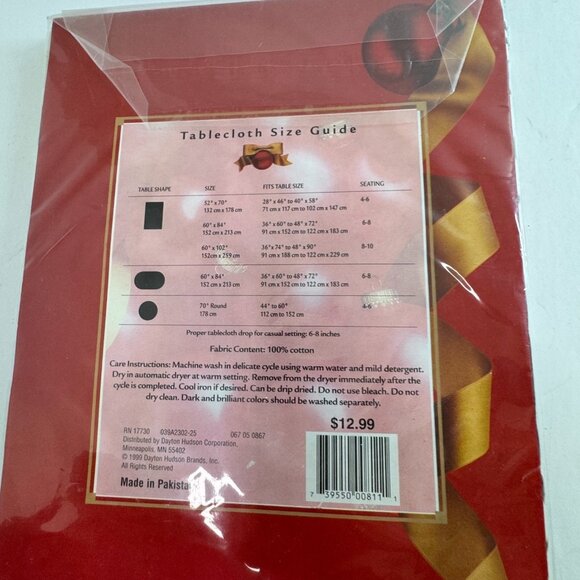 Tablecloth Size Guide
TABLE SHAPE SIZE FITS TABLE SIZE SEATING
52" x 70" 28" x 46" to 40" x 58" 4-6
132 cm x 178 cm 71 cm x 117 cm to 102 cm x 147 cm
60" x 84" 36" x 60" to 48" x 72" 6-8
152 cm x 213 cm 91 cm x 152 cm to 122 cm x 183 cm
60" x 102" 36"x 74" to 48" x 90" 8-10
152cm x 259 cm 91 cm x 188 cm to 122 cm x 229 cm
60" x 84" 36" x 60" to 48" x 72" 6-8
152 cm x 213 cm 91 cm x 152 cm to 122 cm x 183 cm
70" Round 44" to 60" 4-6
178 cm 112 cm to 152 cm
Proper tablecloth drop for casual setting: 6-8 inches
Fabric Content: 100% cotton
Care Instructions: Machine wash in delicate cycle using warm water and mild detergent.
Dry in automatic dryer at warm setting. Remove from the dryer immediately after the
cycle is completed. Cool iron if desired. Can be drip dried. Do not use bleach. Do not
dry clean. Dark and brilliant colors should be washed separately.
$12.99
RN 17730 039A2302-25 067 05 0867
Distributed by Dayton Hudson Corporation,
Minneapolis, MN 55402
© 1999 Dayton Hudson Brands, Inc.
All Rights Reserved
Made in Pakistan
7 39550 00811 1